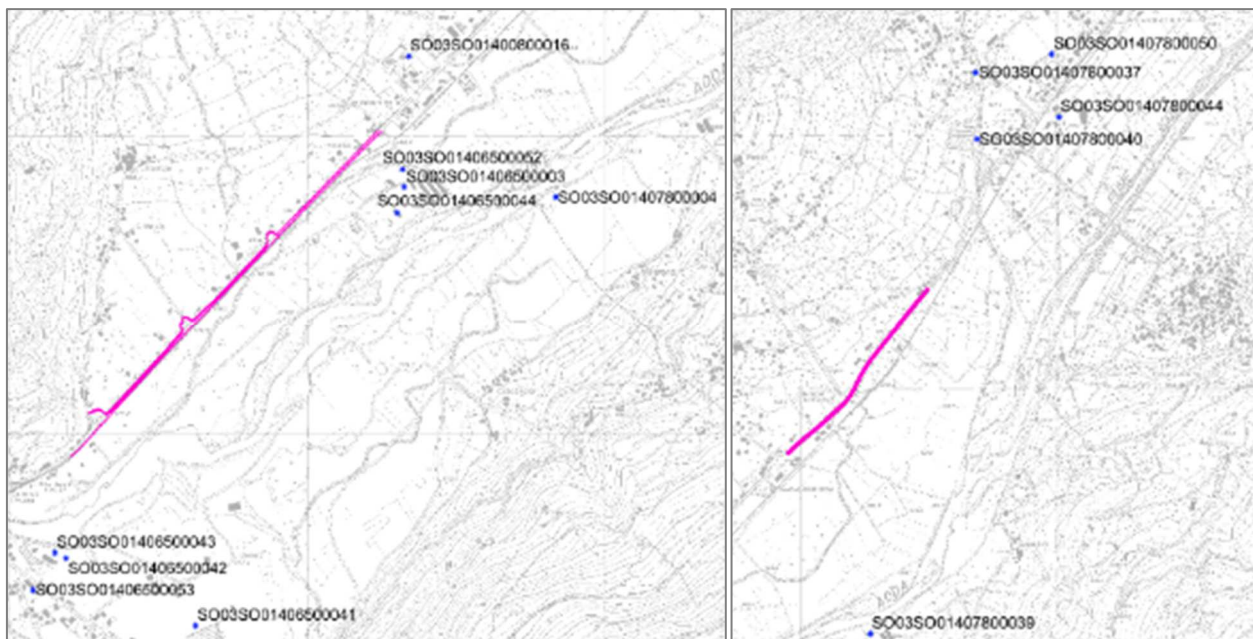 SO03SO01400800016
SO03SO01406500052
SO03SO01406500003
SO03SO01406500044
SO03SO01407800004
SO03SO01406500043
SO03SO01406500042
SO03SO01406500053
SO03SO01406500041
SO03SO01407800050
SO03SO01407800037
SO03SO01407800044
SO03SO01407800040
SO03SO01407800039